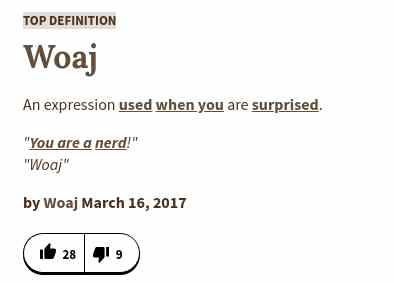 TOP DEFINITION
Woaj
An expression used when you are surprised.
"You are a nerd!"
"Woaj"
by Woaj March 16, 2017
28 9